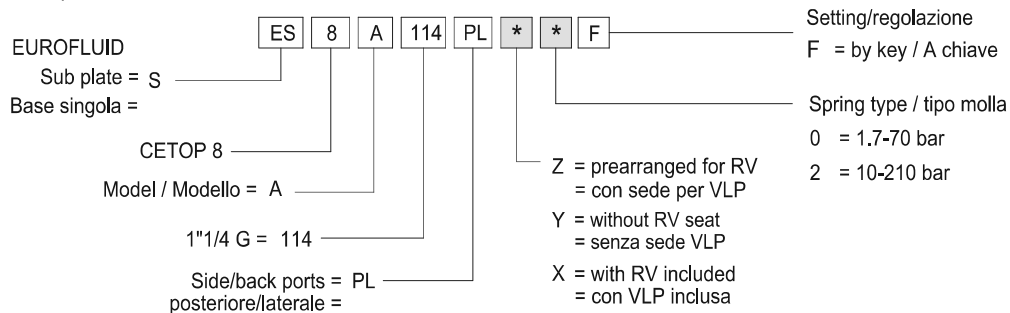 ES 8 A 114 PL * * F
Setting/regolazione
F = by key / A chiave
EUROFLUID
Sub plate = S
Base singola =
Spring type / tipo molla
0 = 1.7-70 bar
2 = 10-210 bar
CETOP 8
Model / Modello = A
1"1/4 G = 114
Side/back ports = PL
posteriore/laterale =
Z = prearranged for RV
= con sede per VLP
Y = without RV seat
= senza sede VLP
X = with RV included
= con VLP inclusa